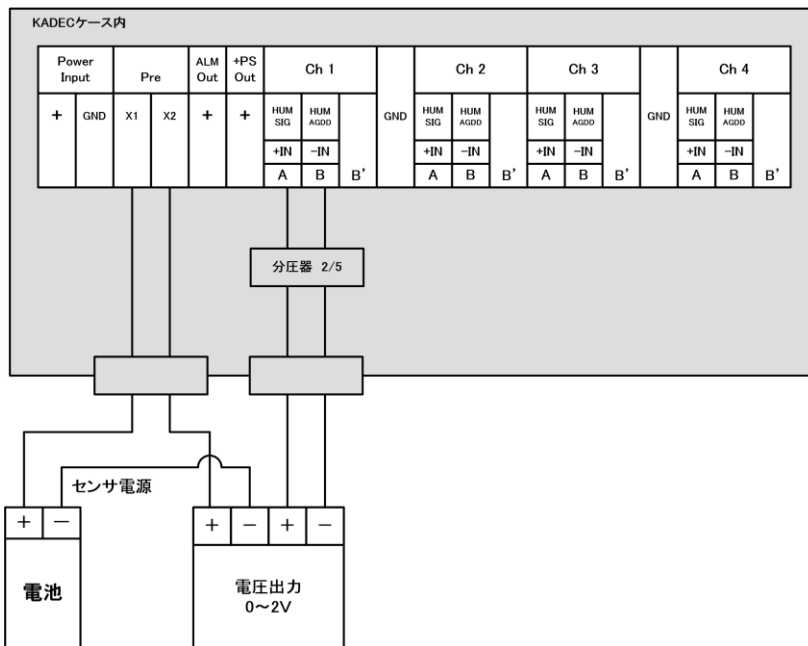 KADECケース内
Power Input Pre ALM Out +PS Out Ch 1 GND Ch 2 Ch 3 GND Ch 4
+ GND X1 X2 + + HUM SIG HUM AGDD HUM SIG HUM AGDD HUM SIG HUM AGDD HUM SIG HUM AGDD
+IN −IN +IN −IN +IN −IN +IN −IN
A B B' A B B' A B B' A B B'
分圧器 2/5
センサ電源
+ − + − + −
電池
電圧出力
0～2V